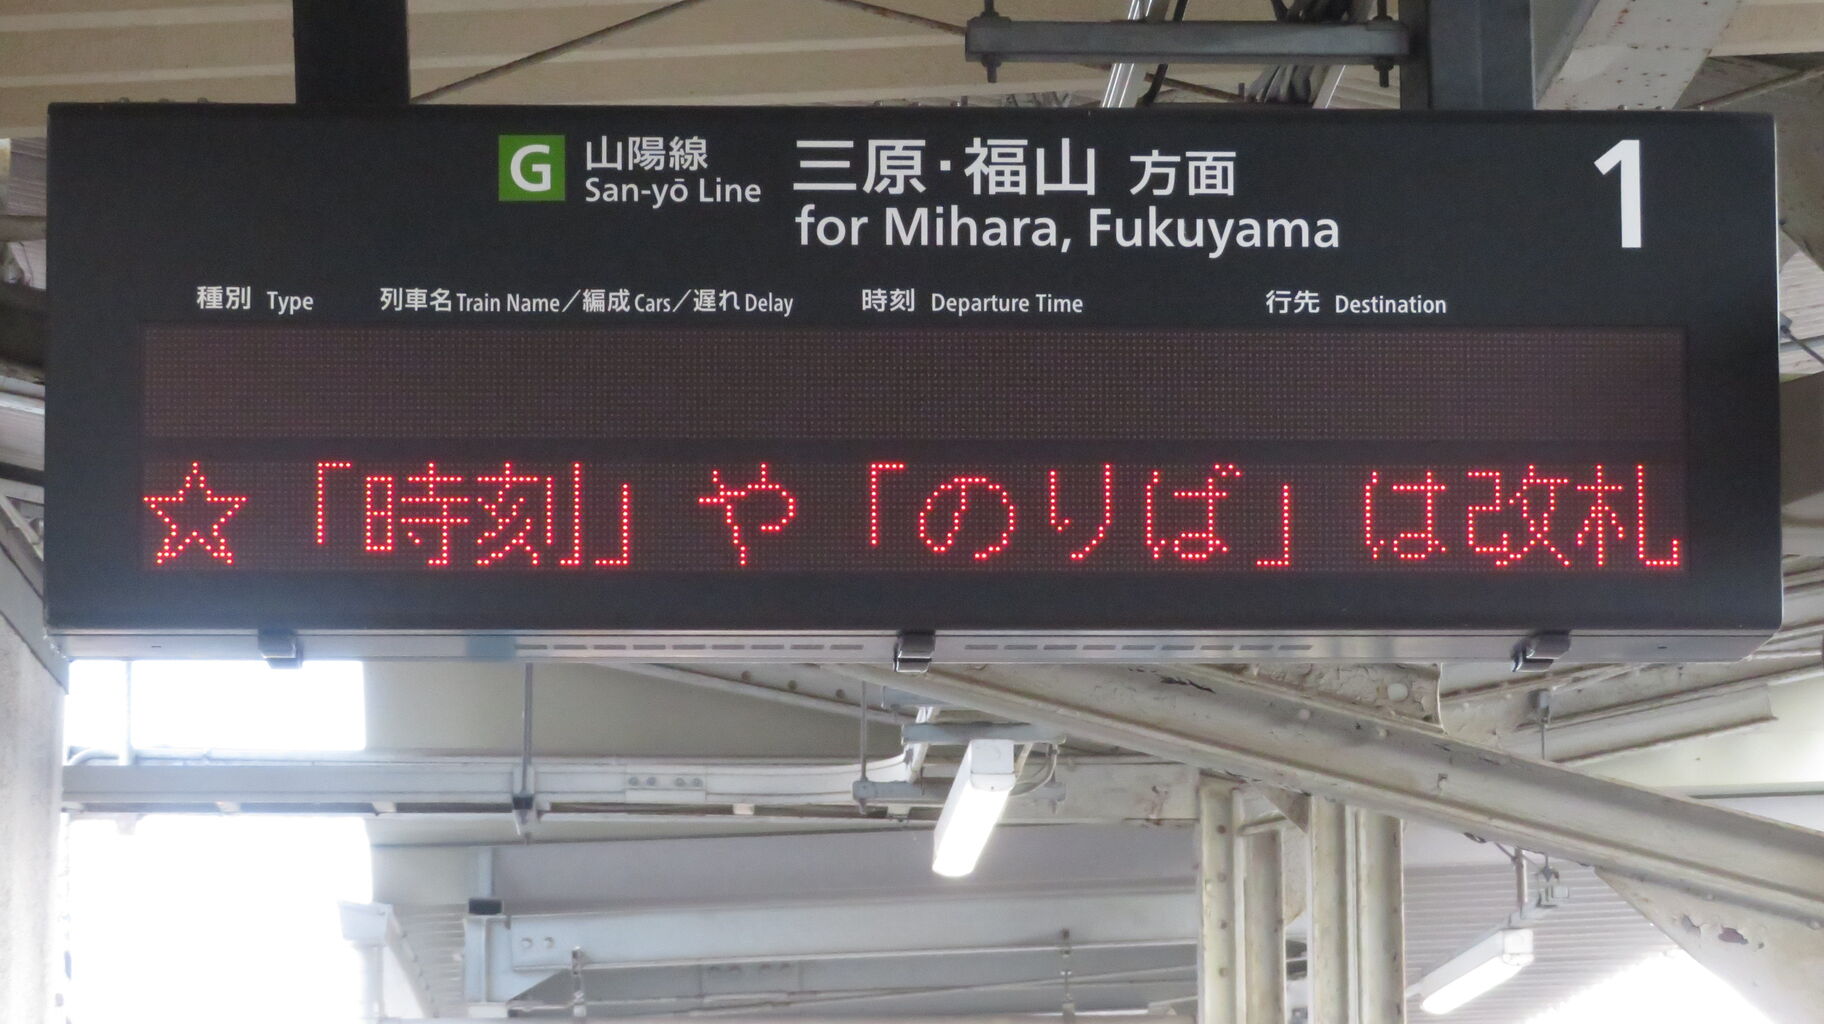 G 山陽線 三原・福山 方面 1
San-yō Line for Mihara, Fukuyama
種別 Type 列車名 Train Name／編成 Cars／遅れ Delay 時刻 Departure Time 行先 Destination
☆「時刻」や「のりば」は改札